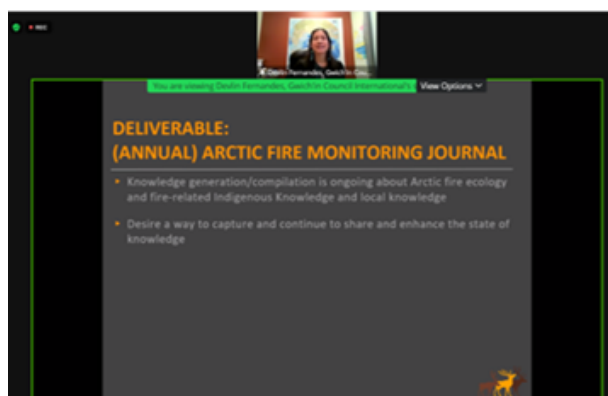 REC
Devlin Fernandes, Gwich'in Cou...
You are viewing Devlin Fernandes, Gwich'in Council International's
View Options
DELIVERABLE:
(ANNUAL) ARCTIC FIRE MONITORING JOURNAL
• Knowledge generation/compilation is ongoing about Arctic fire ecology
and fire-related Indigenous Knowledge and local knowledge
• Desire a way to capture and continue to share and enhance the state of
knowledge